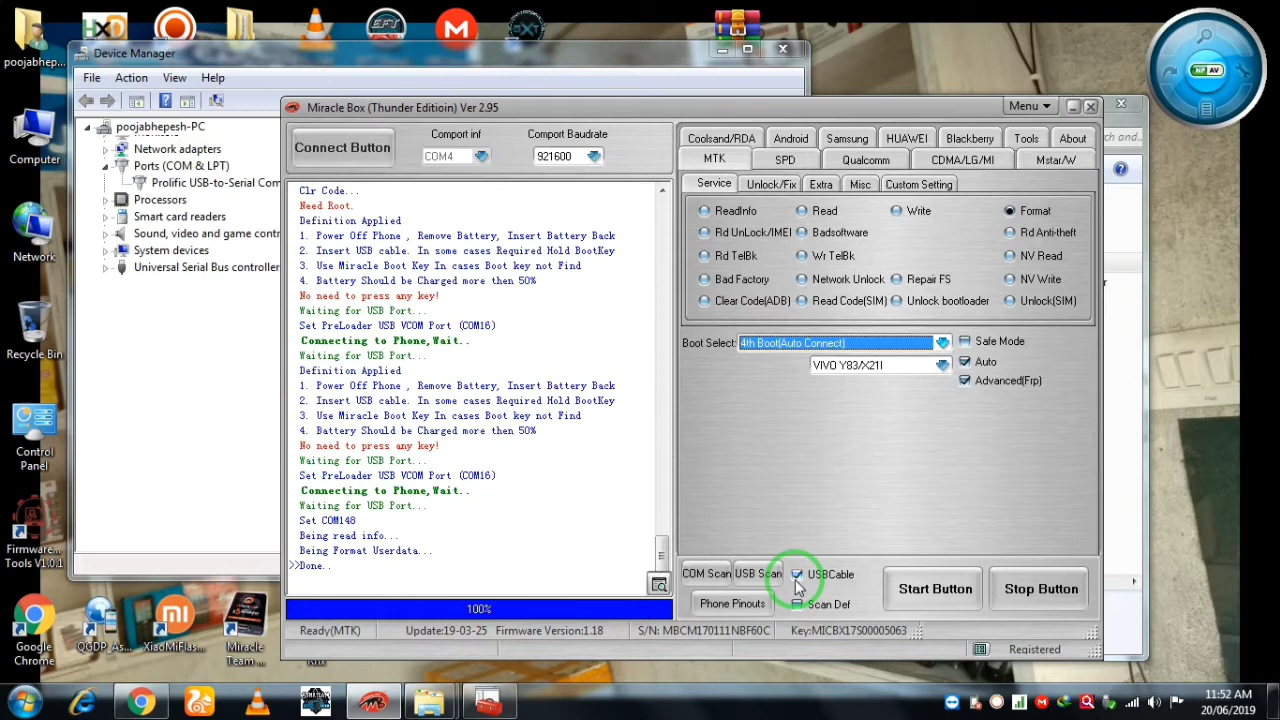 HXD
EFT
poojabhep...
Device Manager
File Action View Help
poojabhepesh-PC
Network adapters
Ports (COM & LPT)
Prolific USB-to-Serial Com
Processors
Smart card readers
Sound, video and game contr
System devices
Universal Serial Bus controller
Computer
Network
Recycle Bin
Control
Panel
Firmware...
Tools V1.0.1
Google
Chrome
QGDP_As...
XiaoMiFlas...
Miracle
Team ...
Miracle Box (Thunder Editioin) Ver 2.95
Menu
Connect Button
Comport inf
COM4
Comport Baudrate
921600
Clr Code...
Need Root.
Definition Applied
1. Power Off Phone , Remove Battery, Insert Battery Back
2. Insert USB cable. In some cases Required Hold BootKey
3. Use Miracle Boot Key In cases Boot key not Find
4. Battery Should be Charged more then 50%
No need to press any key!
Waiting for USB Port...
Set PreLoader USB VCOM Port (COM16)
Connecting to Phone,Wait..
Waiting for USB Port...
Definition Applied
1. Power Off Phone , Remove Battery, Insert Battery Back
2. Insert USB cable. In some cases Required Hold BootKey
3. Use Miracle Boot Key In cases Boot key not Find
4. Battery Should be Charged more then 50%
No need to press any key!
Waiting for USB Port...
Set PreLoader USB VCOM Port (COM16)
Connecting to Phone,Wait..
Waiting for USB Port...
Set COM148
Being read info...
Being Format Userdata...
>>Done..
100%
Coolsand/RDA Android Samsung HUAWEI Blackberry Tools About
MTK SPD Qualcomm CDMA/LG/MI Mstar/W
Service Unlock/Fix Extra Misc Custom Setting
ReadInfo Read Write Format
Rd UnLock/IMEI Badsoftware Rd Anti-theft
Rd TelBk Wr TelBk NV Read
Bad Factory Network Unlock Repair FS NV Write
Clear Code(ADB) Read Code(SIM) Unlock bootloader Unlock(SIM)
Boot Select: 4th Boot(Auto Connect) Safe Mode
VIVO Y83/X21I Auto
Advanced(Frp)
COM Scan USB Scan USBCable
Phone Pinouts Scan Def
Start Button Stop Button
Ready(MTK) Update:19-03-25 Firmware Version:1.18 S/N: MBCM170111NBF60C Key:MICBX17S00005063
Registered
ch and...
NP AV
11:52 AM
20/06/2019